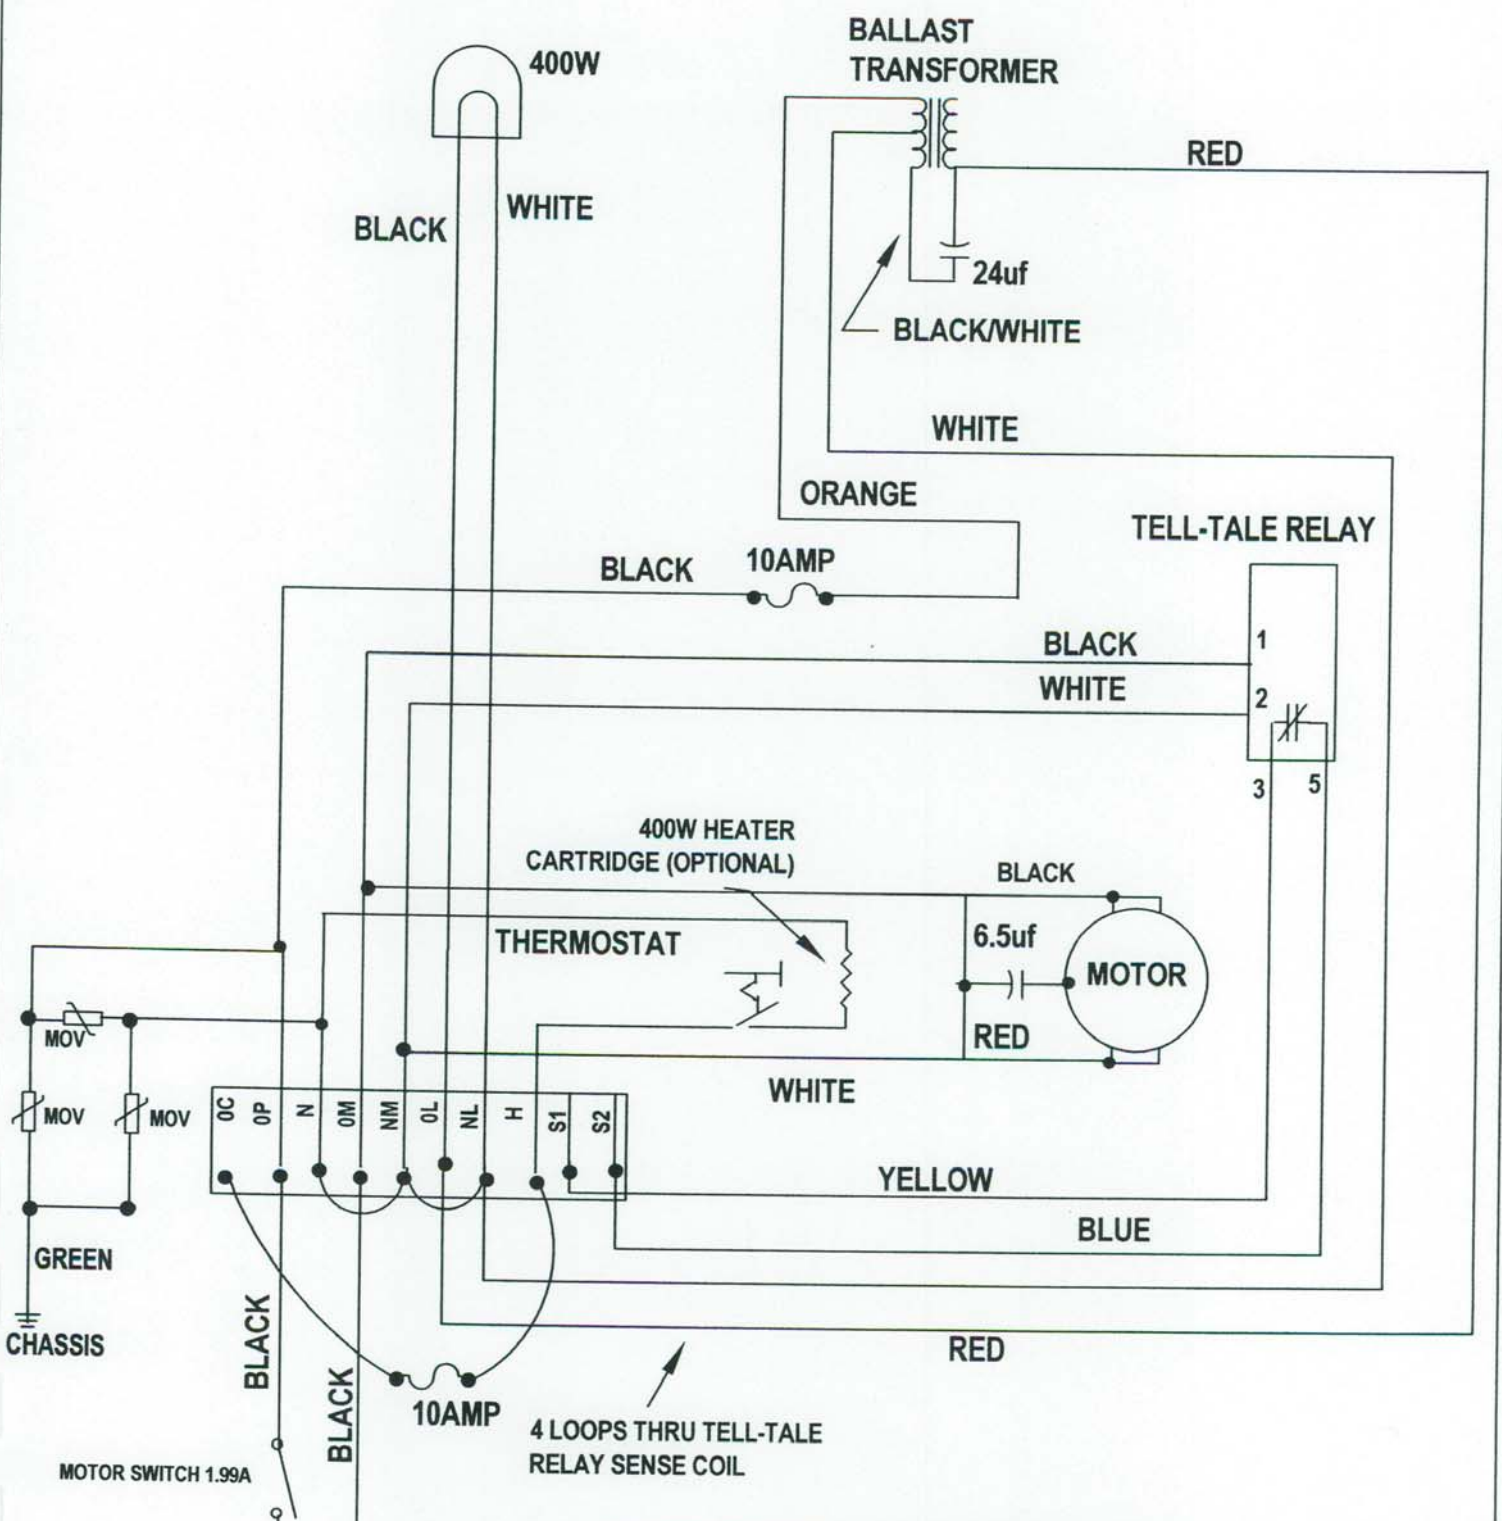 BALLAST
TRANSFORMER
400W
RED
BLACK
WHITE
24uf
BLACK/WHITE
WHITE
ORANGE
TELL-TALE RELAY
BLACK
10AMP
1
BLACK
WHITE
2
3
5
400W HEATER
CARTRIDGE (OPTIONAL)
BLACK
THERMOSTAT
6.5uf
MOTOR
RED
MOV
WHITE
MOV
MOV
0C
0P
N
0M
NM
0L
NL
H
S1
S2
YELLOW
BLUE
GREEN
CHASSIS
BLACK
BLACK
RED
10AMP
4 LOOPS THRU TELL-TALE
RELAY SENSE COIL
MOTOR SWITCH 1.99A